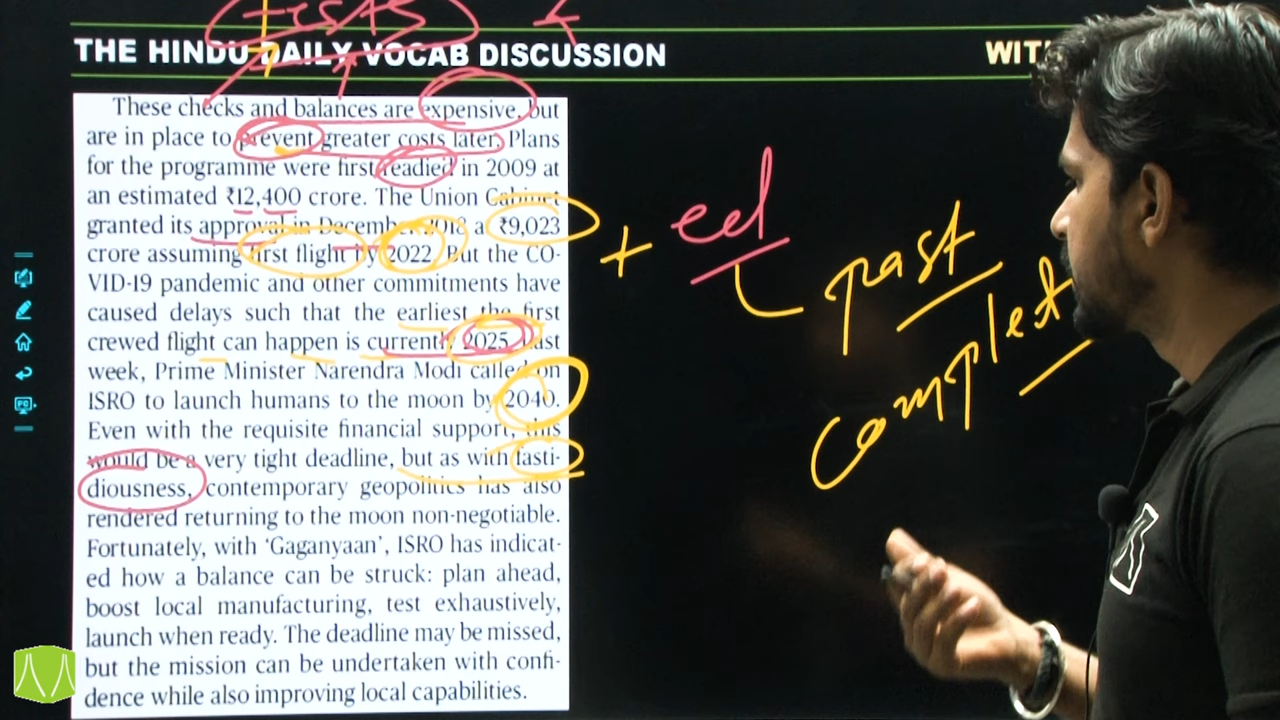 tests
THE HINDU DAILY VOCAB DISCUSSION
WIT
These checks and balances are expensive, but
are in place to prevent greater costs later. Plans
for the programme were first readied in 2009 at
an estimated ₹12,400 crore. The Union Cabinet
granted its approval in December 2018 a ₹9,023
crore assuming first flight by 2022. But the CO-
VID-19 pandemic and other commitments have
caused delays such that the earliest the first
crewed flight can happen is currently 2025. Last
week, Prime Minister Narendra Modi called on
ISRO to launch humans to the moon by 2040.
Even with the requisite financial support, this
would be a very tight deadline, but as with fasti-
diousness, contemporary geopolitics has also
rendered returning to the moon non-negotiable.
Fortunately, with ‘Gaganyaan’, ISRO has indicat-
ed how a balance can be struck: plan ahead,
boost local manufacturing, test exhaustively,
launch when ready. The deadline may be missed,
but the mission can be undertaken with confi-
dence while also improving local capabilities.
+ ed
past
complet
PC